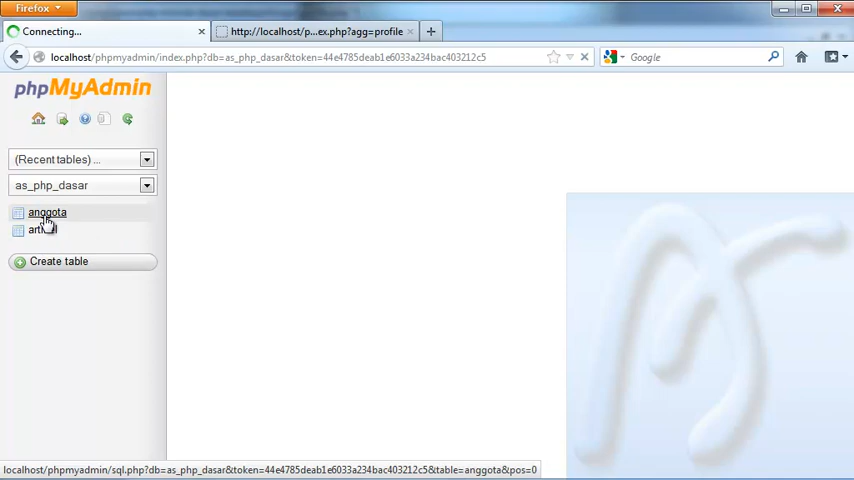 Firefox
Connecting...
http://localhost/p...ex.php?agg=profile
localhost/phpmyadmin/index.php?db=as_php_dasar&token=44e4785deab1e6033a234bac403212c5
Google
phpMyAdmin
(Recent tables) ...
as_php_dasar
anggota
Create table
localhost/phpmyadmin/sql.php?db=as_php_dasar&token=44e4785deab1e6033a234bac403212c5&table=anggota&pos=0